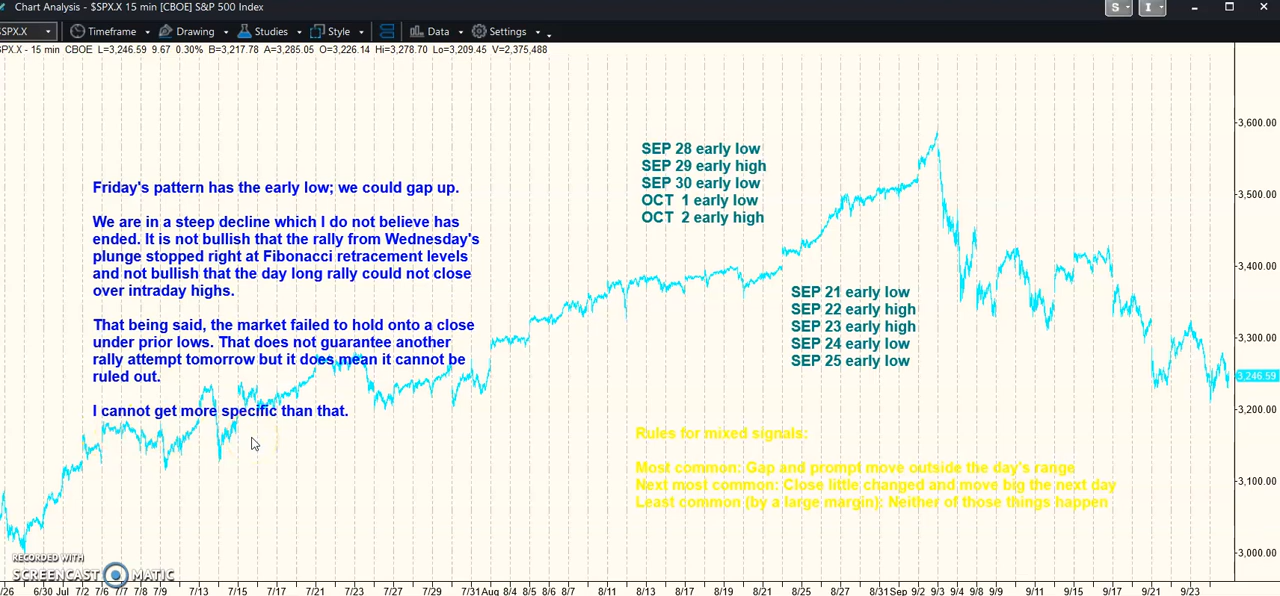 Chart Analysis - $SPX.X 15 min [CBOE] S&P 500 Index
S
I
SPX.X
Timeframe
Drawing
Studies
Style
Data
Settings
PX.X - 15 min CBOE L=3,246.59 9.67 0.30% B=3,217.78 A=3,285.05 O=3,226.14 Hi=3,278.70 Lo=3,209.45 V=2,375,488
Friday's pattern has the early low; we could gap up.
We are in a steep decline which I do not believe has
ended. It is not bullish that the rally from Wednesday's
plunge stopped right at Fibonacci retracement levels
and not bullish that the day long rally could not close
over intraday highs.
That being said, the market failed to hold onto a close
under prior lows. That does not guarantee another
rally attempt tomorrow but it does mean it cannot be
ruled out.
I cannot get more specific than that.
SEP 28 early low
SEP 29 early high
SEP 30 early low
OCT 1 early low
OCT 2 early high
SEP 21 early low
SEP 22 early high
SEP 23 early high
SEP 24 early low
SEP 25 early low
Rules for mixed signals:
Most common: Gap and prompt move outside the day's range
Next most common: Close little changed and move big the next day
Least common (by a large margin): Neither of those things happen
3,600.00
3,500.00
3,400.00
3,300.00
3,246.59
3,200.00
3,100.00
3,000.00
RECORDED WITH
SCREENCAST MATIC
/26 6/30 Jul 7/2 7/6 7/7 7/8 7/9 7/13 7/15 7/17 7/21 7/23 7/27 7/31 Aug 8/4 8/5 8/6 8/7 8/11 8/13 8/17 8/19 8/21 8/25 8/27 8/31 Sep 9/2 9/3 9/4 9/8 9/9 9/11 9/15 9/17 9/21 9/23